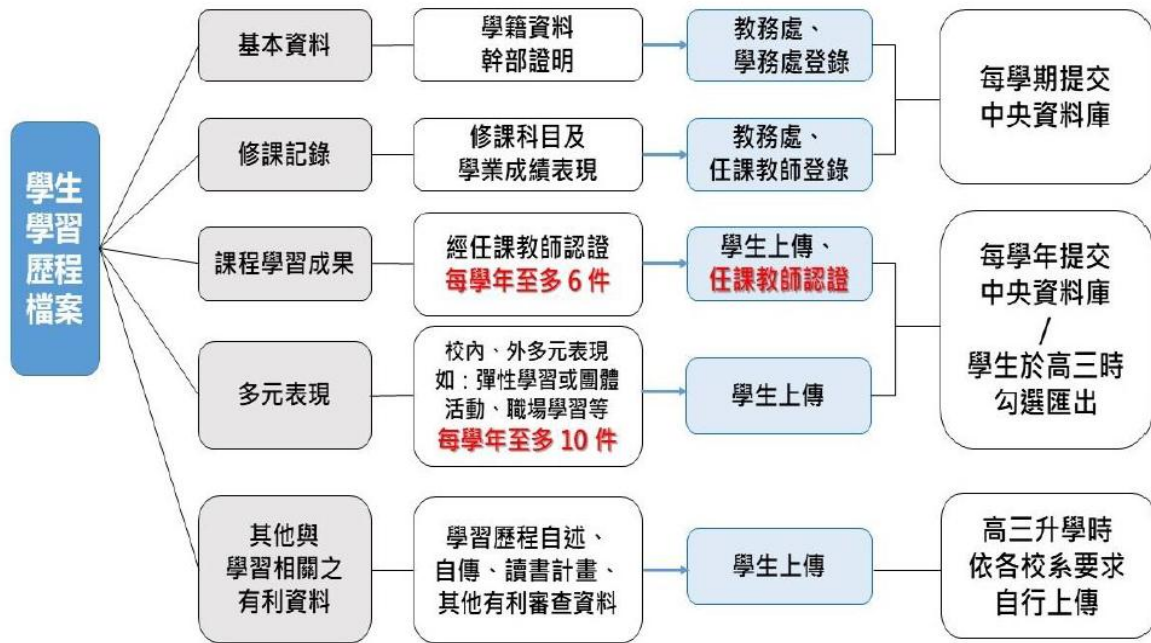 學生
學習
歷程
檔案
基本資料
學籍資料
幹部證明
教務處、
學務處登錄
每學期提交
中央資料庫
修課記錄
修課科目及
學業成績表現
教務處、
任課教師登錄
課程學習成果
經任課教師認證
每學年至多 6 件
學生上傳、
任課教師認證
每學年提交
中央資料庫
/
學生於高三時
勾選匯出
多元表現
校內、外多元表現
如：彈性學習或團體
活動、職場學習等
每學年至多 10 件
學生上傳
其他與
學習相關之
有利資料
學習歷程自述、
自傳、讀書計畫、
其他有利審查資料
學生上傳
高三升學時
依各校系要求
自行上傳